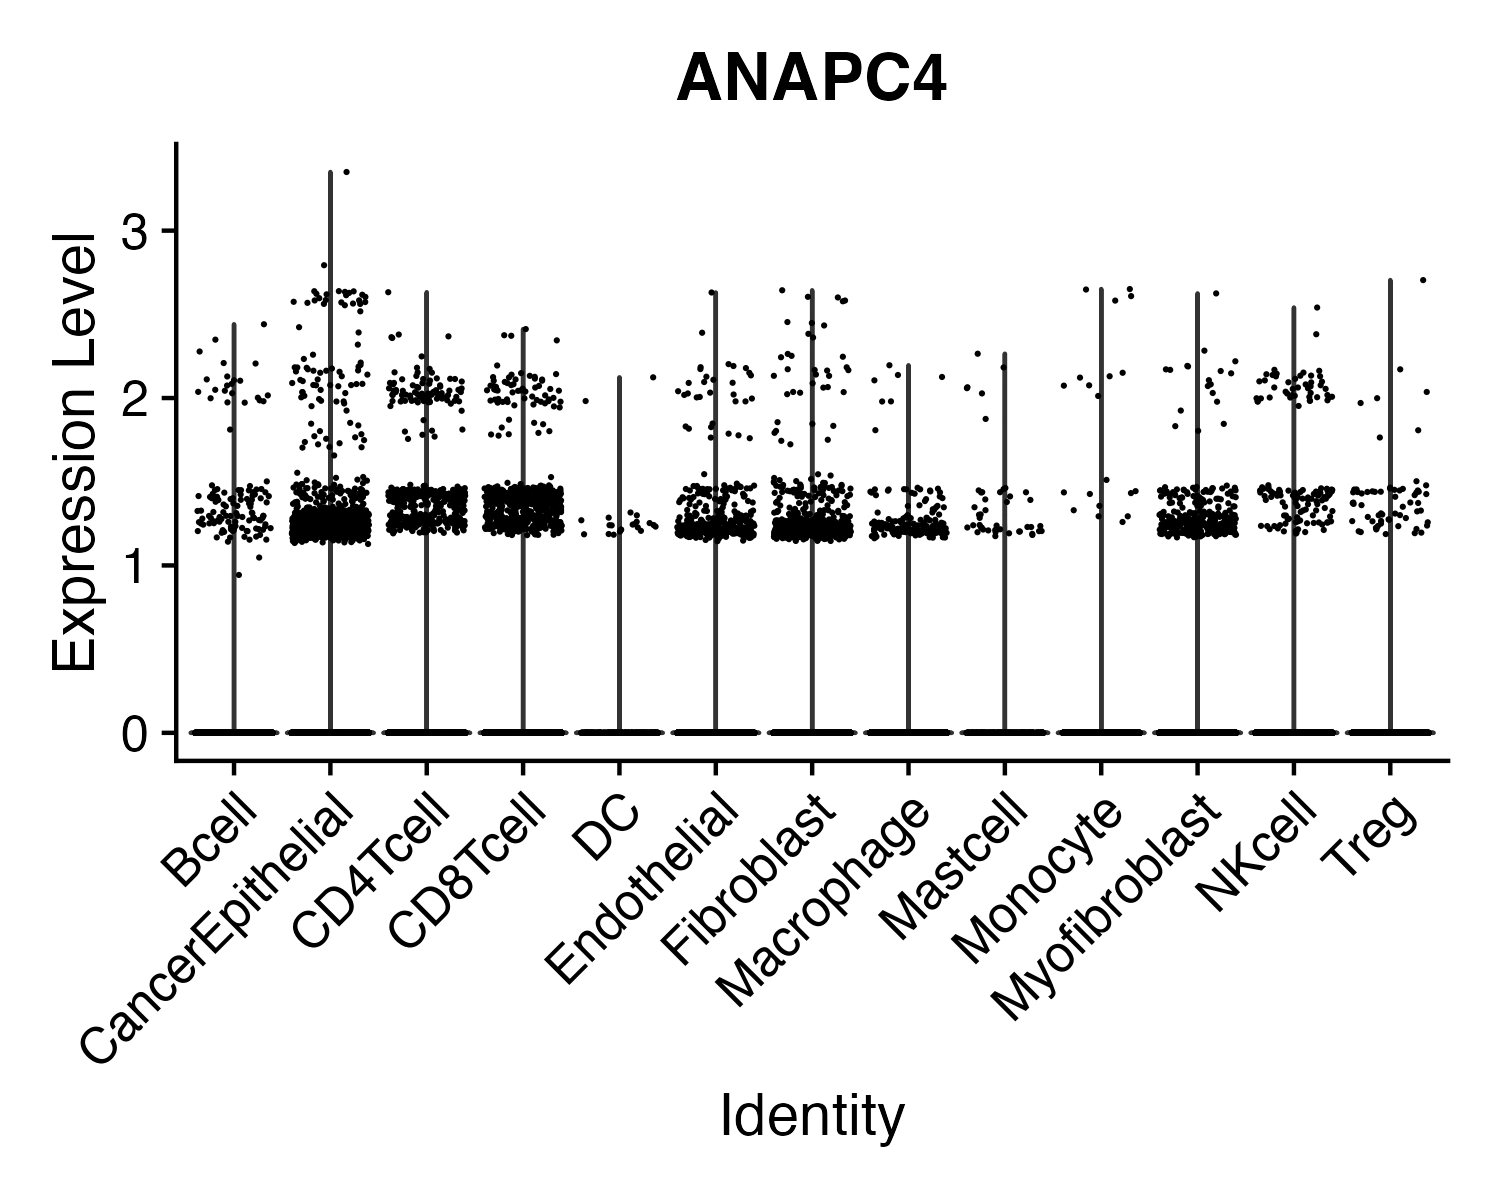 ANAPC4
Expression Level
3
2
1
0
Bcell
CancerEpithelial
CD4Tcell
CD8Tcell
DC
Endothelial
Fibroblast
Macrophage
Mastcell
Monocyte
Myofibroblast
NKcell
Treg
Identity